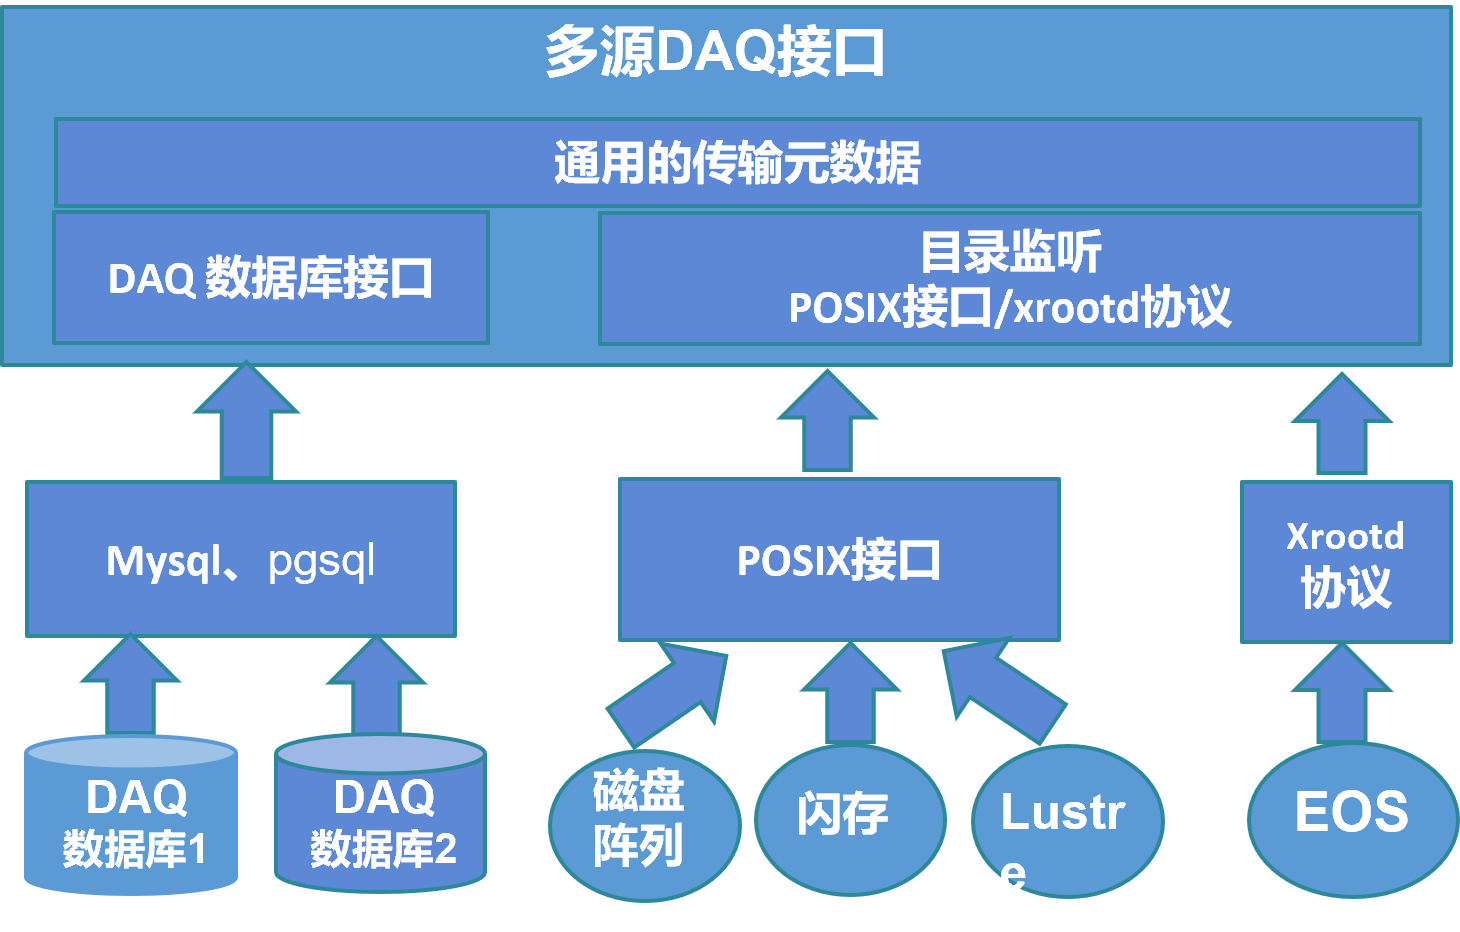 多源DAQ接口
通用的传输元数据
DAQ 数据库接口
目录监听
POSIX接口/xrootd协议
Mysql、pgsql
POSIX接口
Xrootd
协议
DAQ
数据库1
DAQ
数据库2
磁盘
阵列
闪存
Lustr
e
EOS